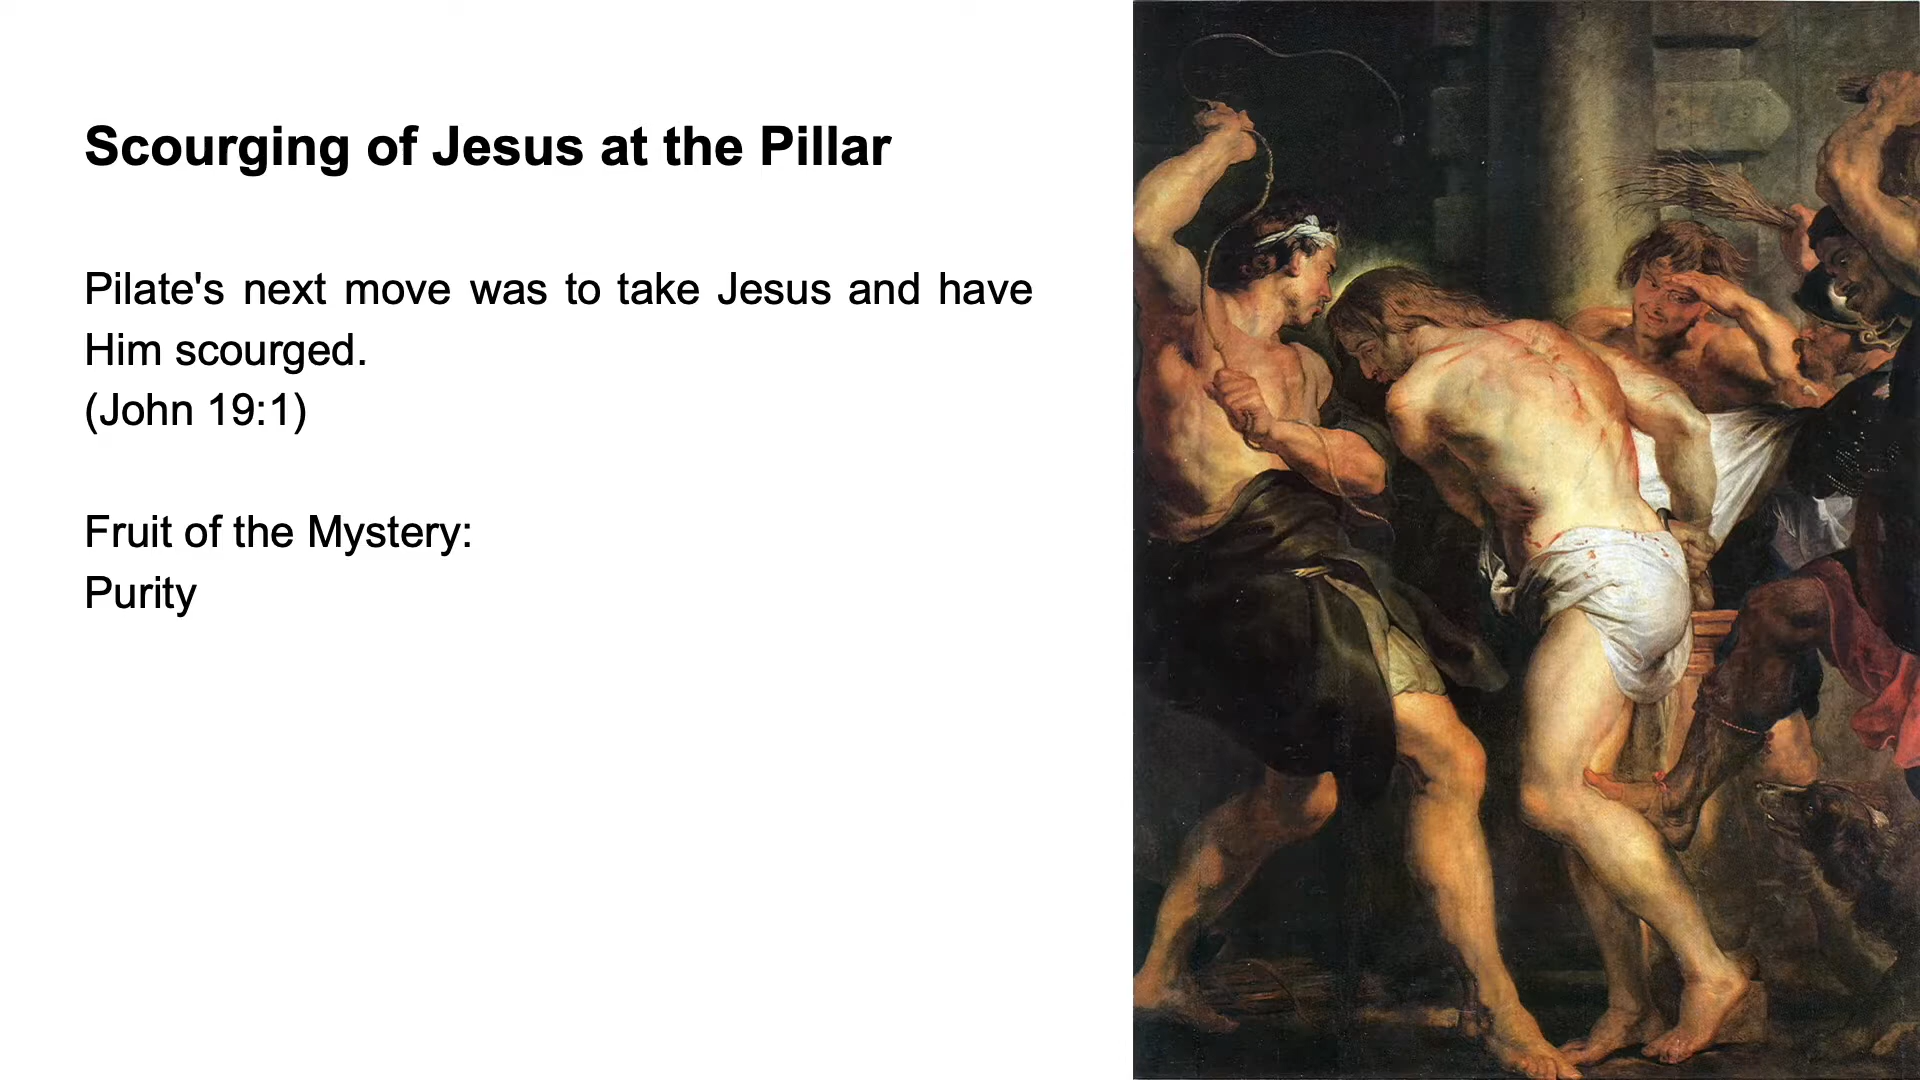 Scourging of Jesus at the Pillar
Pilate's next move was to take Jesus and have
Him scourged.
(John 19:1)
Fruit of the Mystery:
Purity